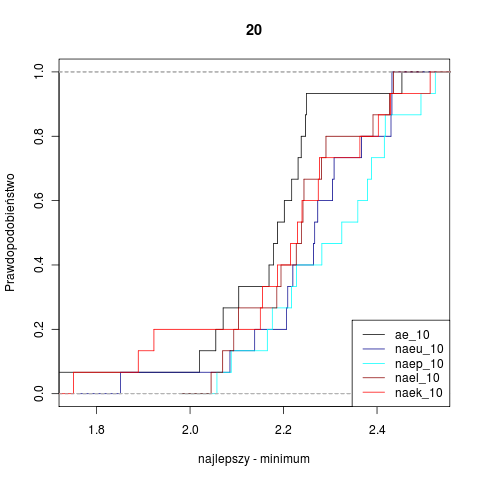 20
Prawdopodobieństwo
1.0
0.8
0.6
0.4
0.2
0.0
1.8 2.0 2.2 2.4
najlepszy - minimum
ae_10
naeu_10
naep_10
nael_10
naek_10